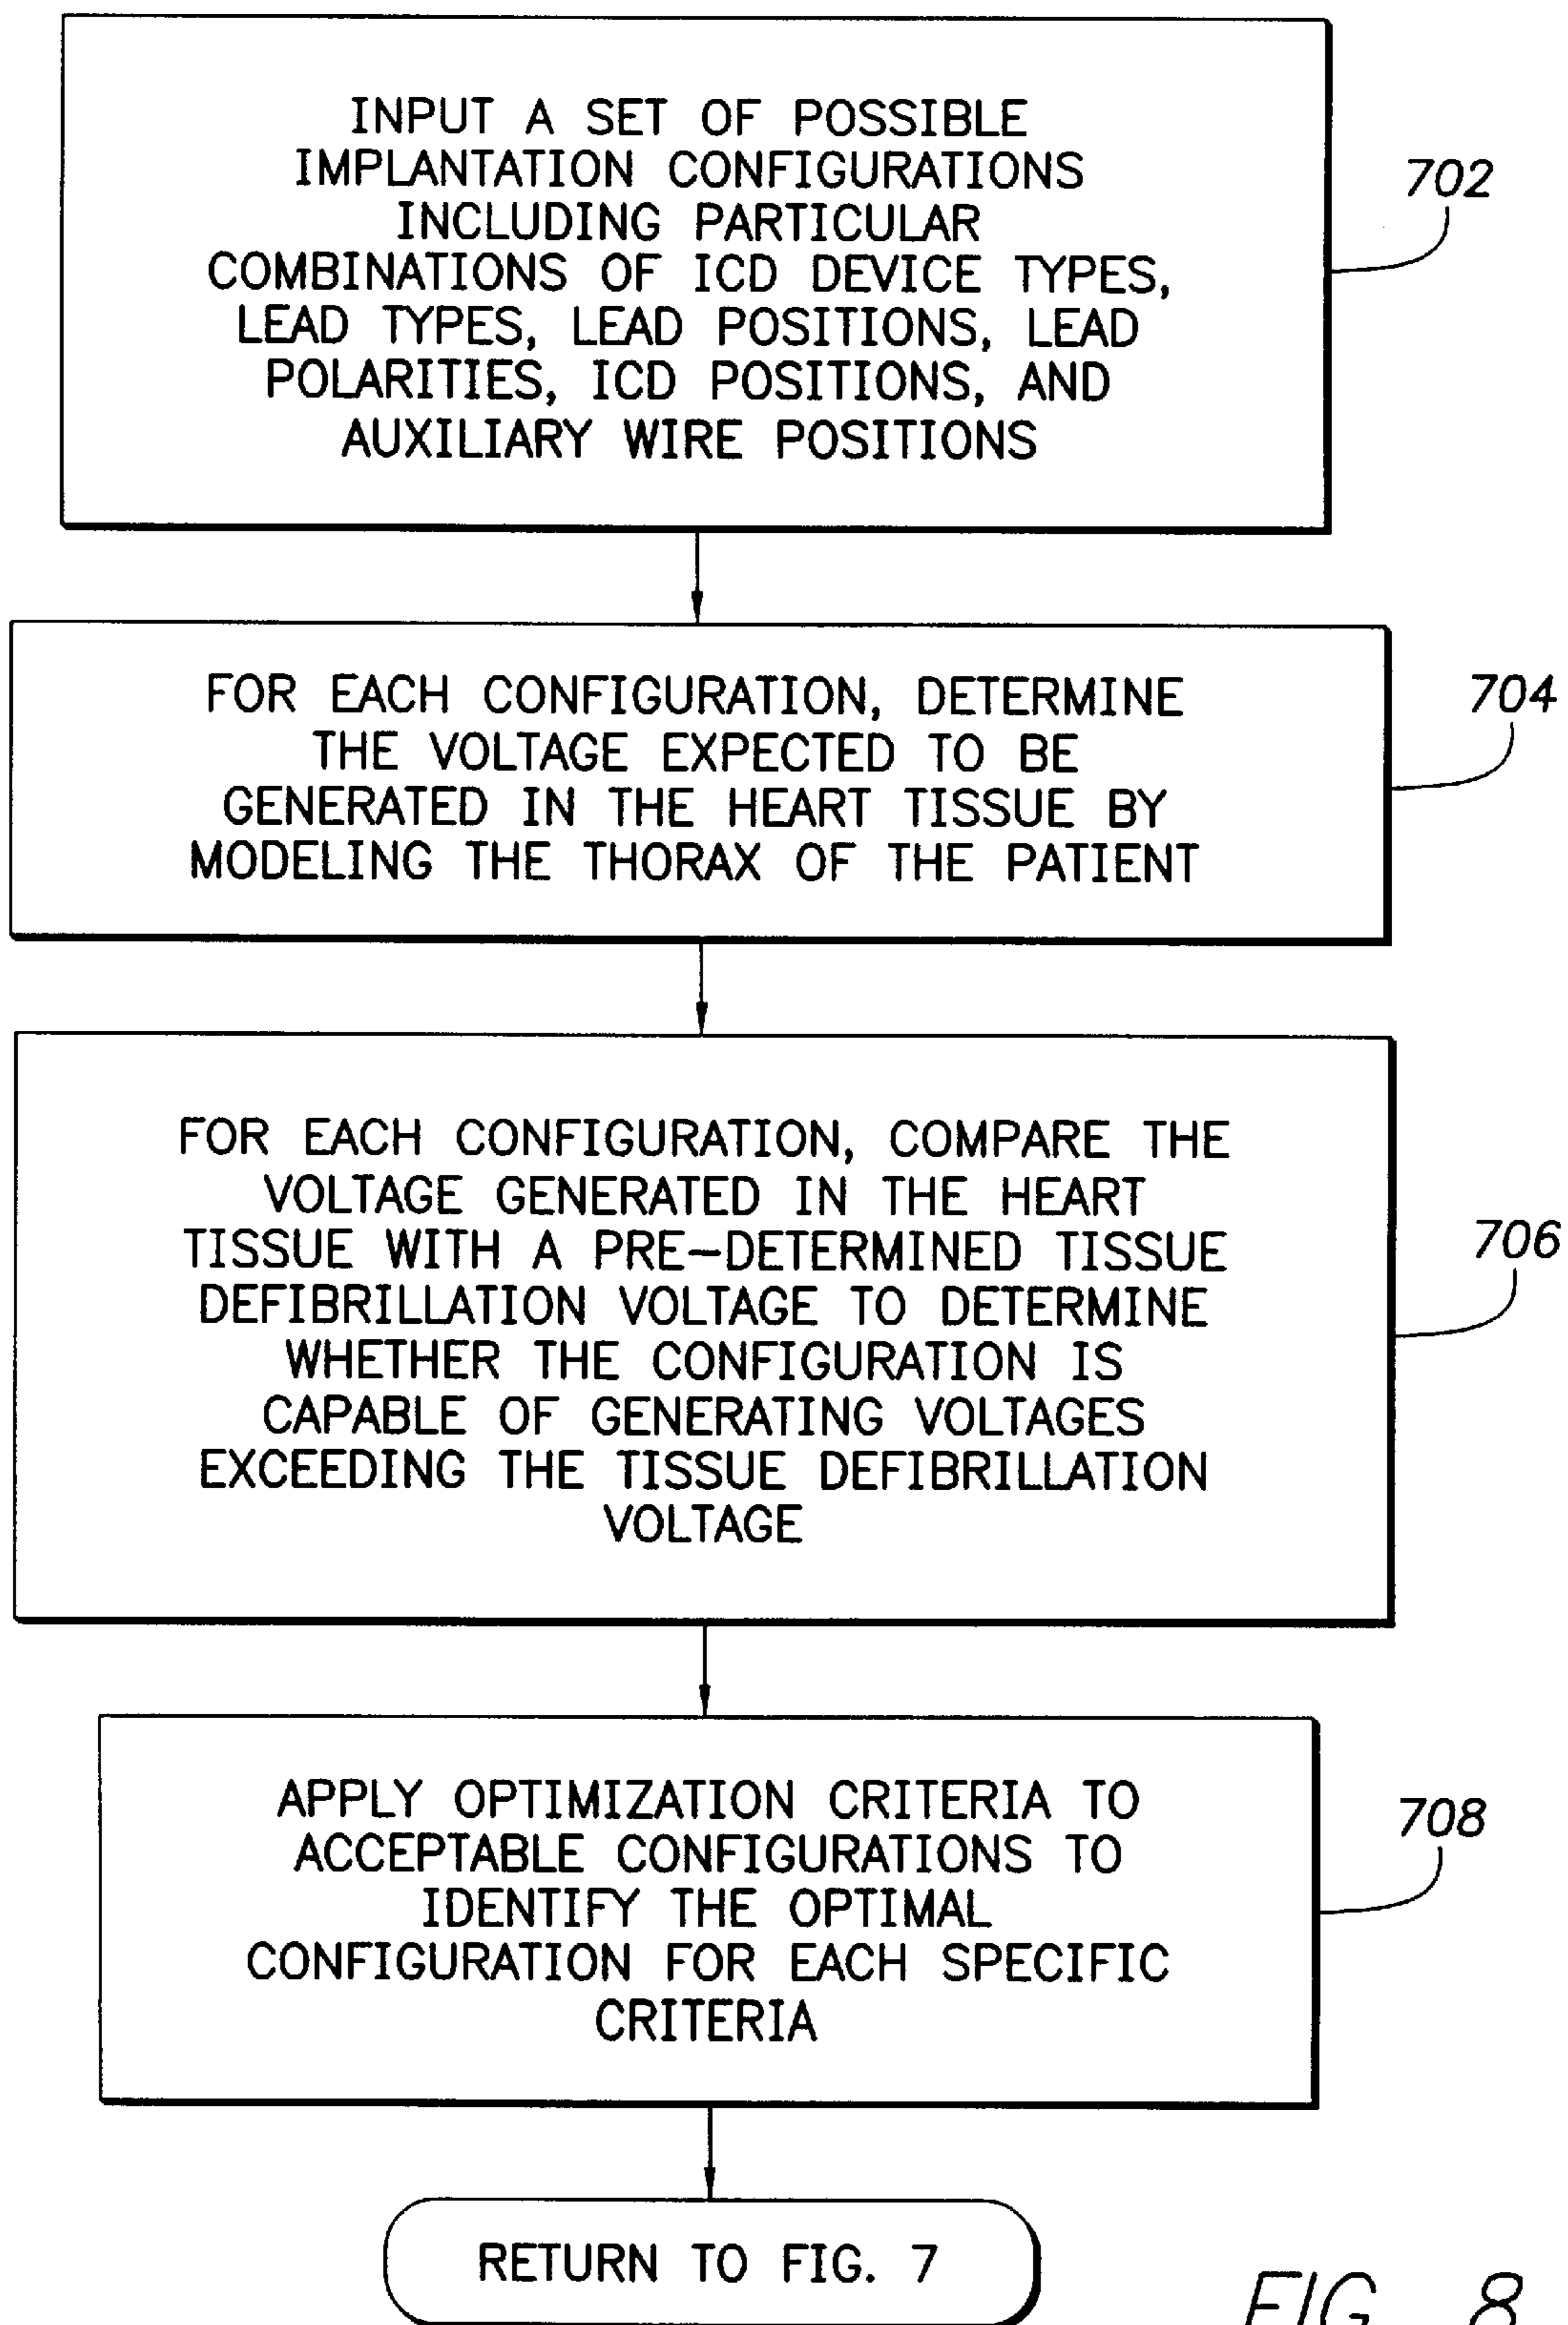 INPUT A SET OF POSSIBLE
IMPLANTATION CONFIGURATIONS
INCLUDING PARTICULAR
COMBINATIONS OF ICD DEVICE TYPES,
LEAD TYPES, LEAD POSITIONS, LEAD
POLARITIES, ICD POSITIONS, AND
AUXILIARY WIRE POSITIONS
702
FOR EACH CONFIGURATION, DETERMINE
THE VOLTAGE EXPECTED TO BE
GENERATED IN THE HEART TISSUE BY
MODELING THE THORAX OF THE PATIENT
704
FOR EACH CONFIGURATION, COMPARE THE
VOLTAGE GENERATED IN THE HEART
TISSUE WITH A PRE-DETERMINED TISSUE
DEFIBRILLATION VOLTAGE TO DETERMINE
WHETHER THE CONFIGURATION IS
CAPABLE OF GENERATING VOLTAGES
EXCEEDING THE TISSUE DEFIBRILLATION
VOLTAGE
706
APPLY OPTIMIZATION CRITERIA TO
ACCEPTABLE CONFIGURATIONS TO
IDENTIFY THE OPTIMAL
CONFIGURATION FOR EACH SPECIFIC
CRITERIA
708
RETURN TO FIG. 7
FIG. 8